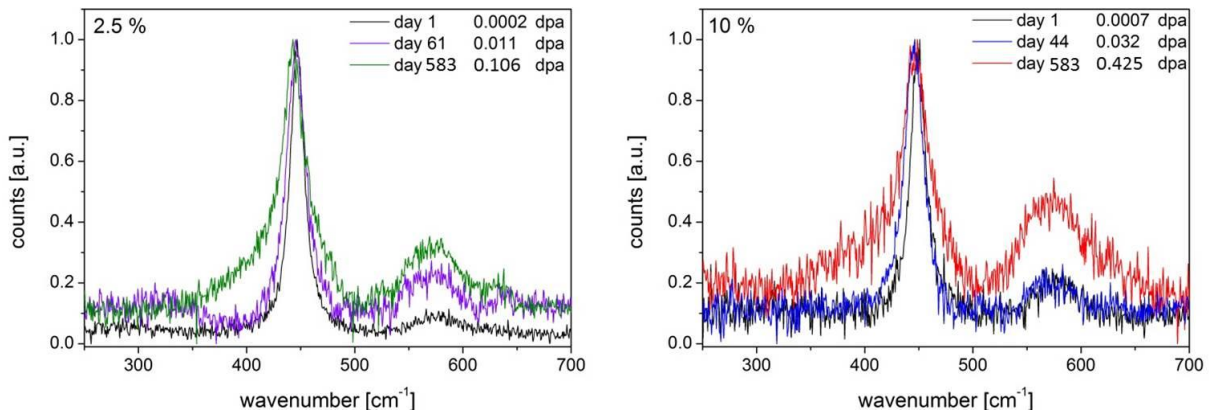 2.5 %
day 1 0.0002 dpa
day 61 0.011 dpa
day 583 0.106 dpa
1.0
0.8
0.6
0.4
0.2
0.0
counts [a.u.]
300 400 500 600 700
wavenumber [cm-1]
10 %
day 1 0.0007 dpa
day 44 0.032 dpa
day 583 0.425 dpa
1.0
0.8
0.6
0.4
0.2
0.0
counts [a.u.]
300 400 500 600 700
wavenumber [cm-1]